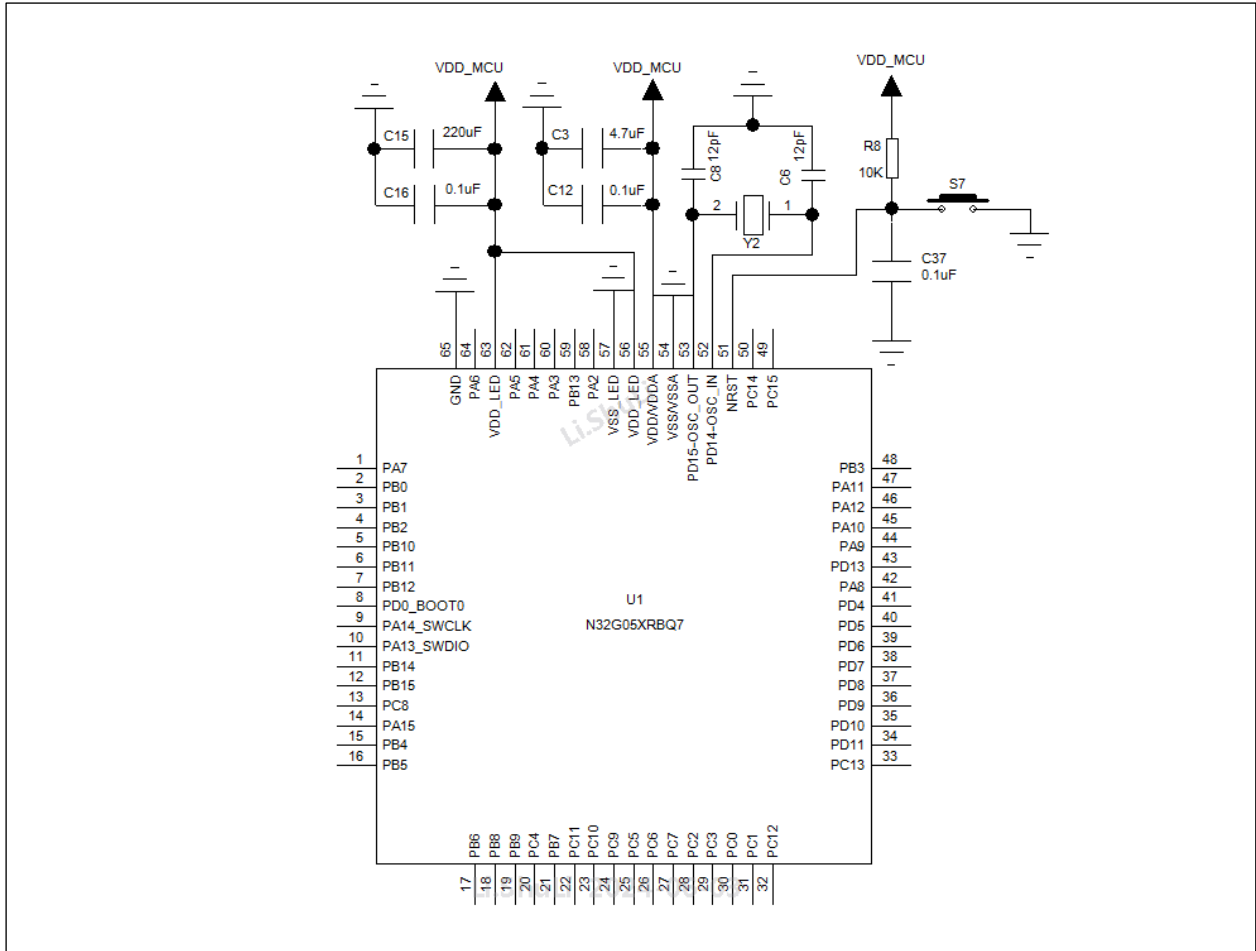 VDD_MCU
VDD_MCU
VDD_MCU
C15
220uF
C16
0.1uF
C3
4.7uF
C12
0.1uF
C8
12pF
C6
12pF
2
1
Y2
R8
10K
S7
C37
0.1uF
65
64
63
62
61
60
59
58
57
56
55
54
53
52
51
50
49
GND
PA6
VDD_LED
PA5
PA4
PA3
PB13
PA2
VSS_LED
VDD_LED
VDD/VDDA
VSS/VSSA
PD15-OSC_OUT
PD14-OSC_IN
NRST
PC14
PC15
1 PA7
2 PB0
3 PB1
4 PB2
5 PB10
6 PB11
7 PB12
8 PD0_BOOT0
9 PA14_SWCLK
10 PA13_SWDIO
11 PB14
12 PB15
13 PC8
14 PA15
15 PB4
16 PB5
U1
N32G05XRBQ7
PB3 48
PA11 47
PA12 46
PA10 45
PA9 44
PD13 43
PA8 42
PD4 41
PD5 40
PD6 39
PD7 38
PD8 37
PD9 36
PD10 35
PD11 34
PC13 33
PB6
PB8
PB9
PC4
PB7
PC11
PC10
PC9
PC5
PC6
PC7
PC2
PC3
PC0
PC1
PC12
17
18
19
20
21
22
23
24
25
26
27
28
29
30
31
32